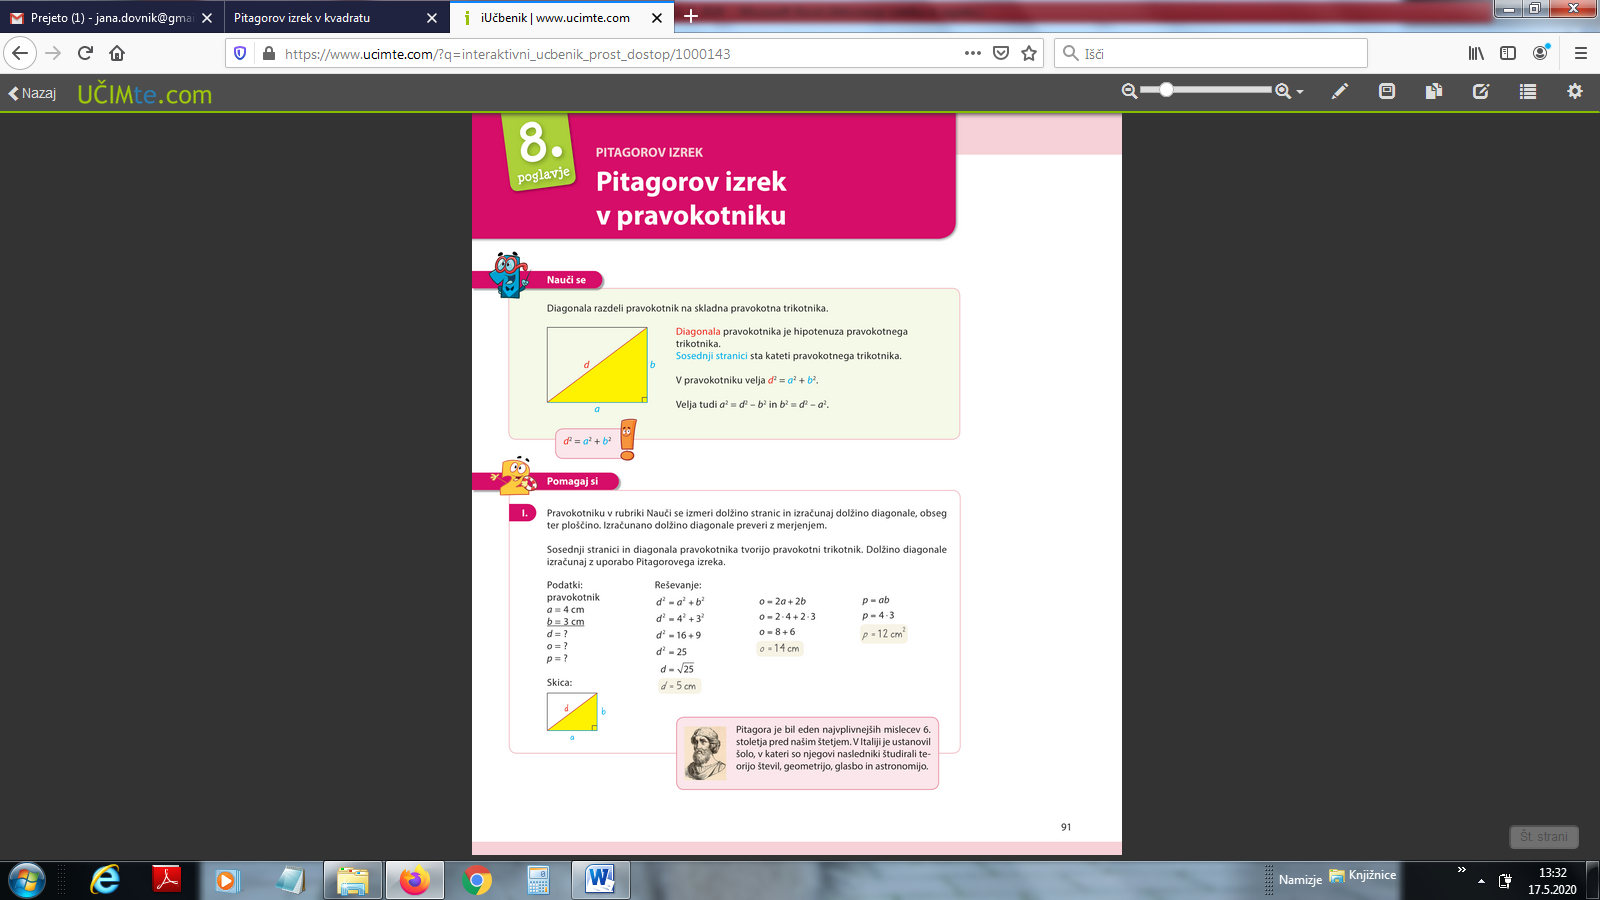 Prejeto (1) - jana.dovnik@gmai
Pitagorov izrek v kvadratu
iUčbenik | www.ucimte.com
https://www.ucimte.com/?q=interaktivni_ucbenik_prost_dostop/1000143
Išči
Nazaj
UČIMte.com
8.
poglavje
PITAGOROV IZREK
Pitagorov izrek
v pravokotniku
Nauči se
Diagonala razdeli pravokotnik na skladna pravokotna trikotnika.
d
b
a
Diagonala pravokotnika je hipotenuza pravokotnega
trikotnika.
Sosednji stranici sta kateti pravokotnega trikotnika.
V pravokotniku velja d² = a² + b².
Velja tudi a² = d² – b² in b² = d² – a².
d² = a² + b²
Pomagaj si
I.
Pravokotniku v rubriki Nauči se izmeri dolžino stranic in izračunaj dolžino diagonale, obseg
ter ploščino. Izračunano dolžino diagonale preveri z merjenjem.
Sosednji stranici in diagonala pravokotnika tvorijo pravokotni trikotnik. Dolžino diagonale
izračunaj z uporabo Pitagorovega izreka.
Podatki:
pravokotnik
a = 4 cm
b = 3 cm
d = ?
o = ?
p = ?
Skica:
d
b
a
Reševanje:
d² = a² + b²
d² = 4² + 3²
d² = 16 + 9
d² = 25
d = √25
d = 5 cm
o = 2a + 2b
o = 2 · 4 + 2 · 3
o = 8 + 6
o = 14 cm
p = ab
p = 4 · 3
p = 12 cm²
Pitagora je bil eden najvplivnejših mislecev 6.
stoletja pred našim štetjem. V Italiji je ustanovil
šolo, v kateri so njegovi nasledniki študirali te-
orijo števil, geometrijo, glasbo in astronomijo.
91
Št. strani
Namizje
Knjižnice
»
13:32
17.5.2020